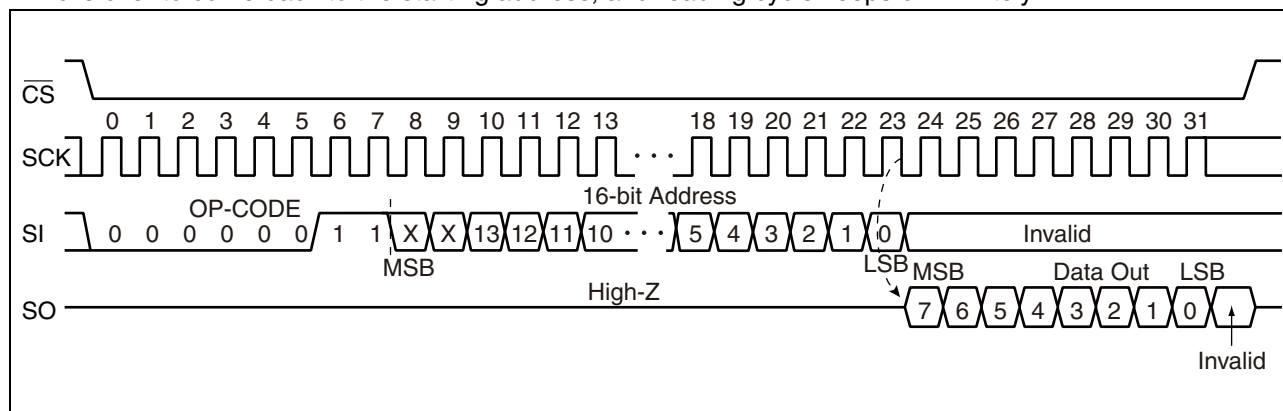 CS
0 1 2 3 4 5 6 7 8 9 10 11 12 13 18 19 20 21 22 23 24 25 26 27 28 29 30 31
SCK
OP-CODE 16-bit Address
SI 0 0 0 0 0 0 1 1 X X 13 12 11 10 5 4 3 2 1 0 Invalid
MSB LSB MSB Data Out LSB
High-Z
SO 7 6 5 4 3 2 1 0
Invalid